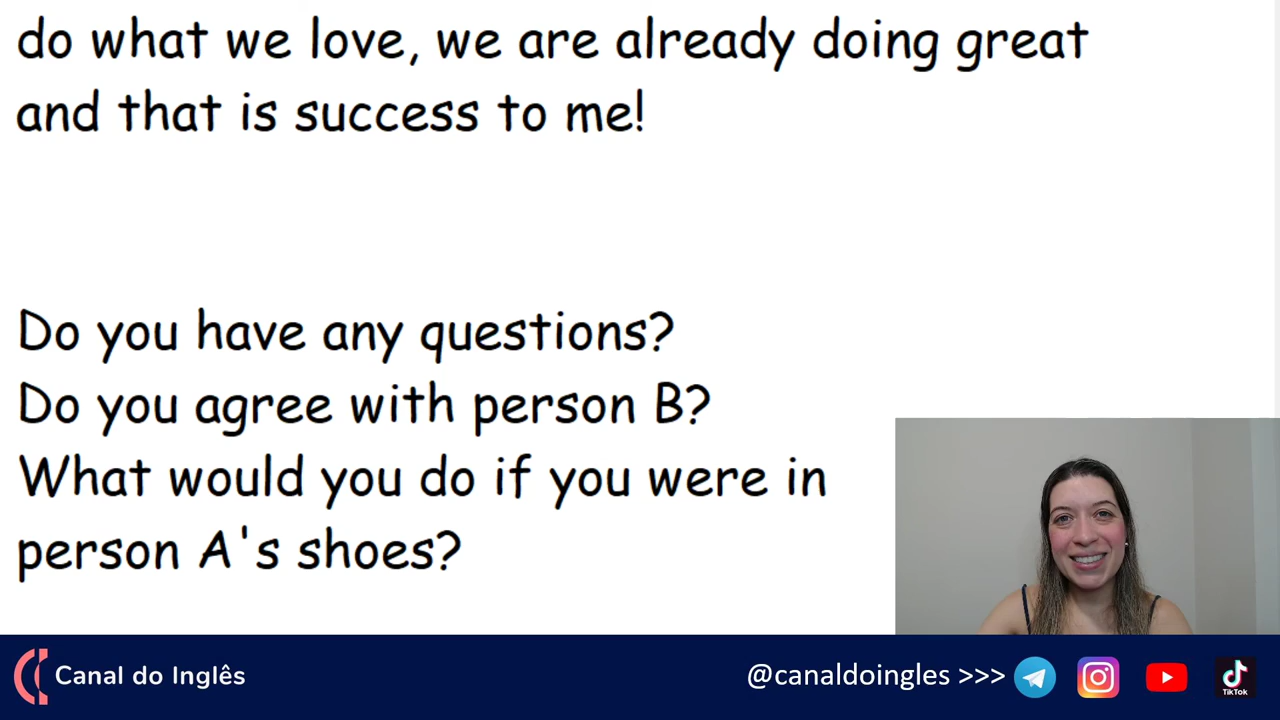 do what we love, we are already doing great
and that is success to me!
Do you have any questions?
Do you agree with person B?
What would you do if you were in
person A's shoes?
Canal do Inglês
@canaldoingles >>>
TikTok